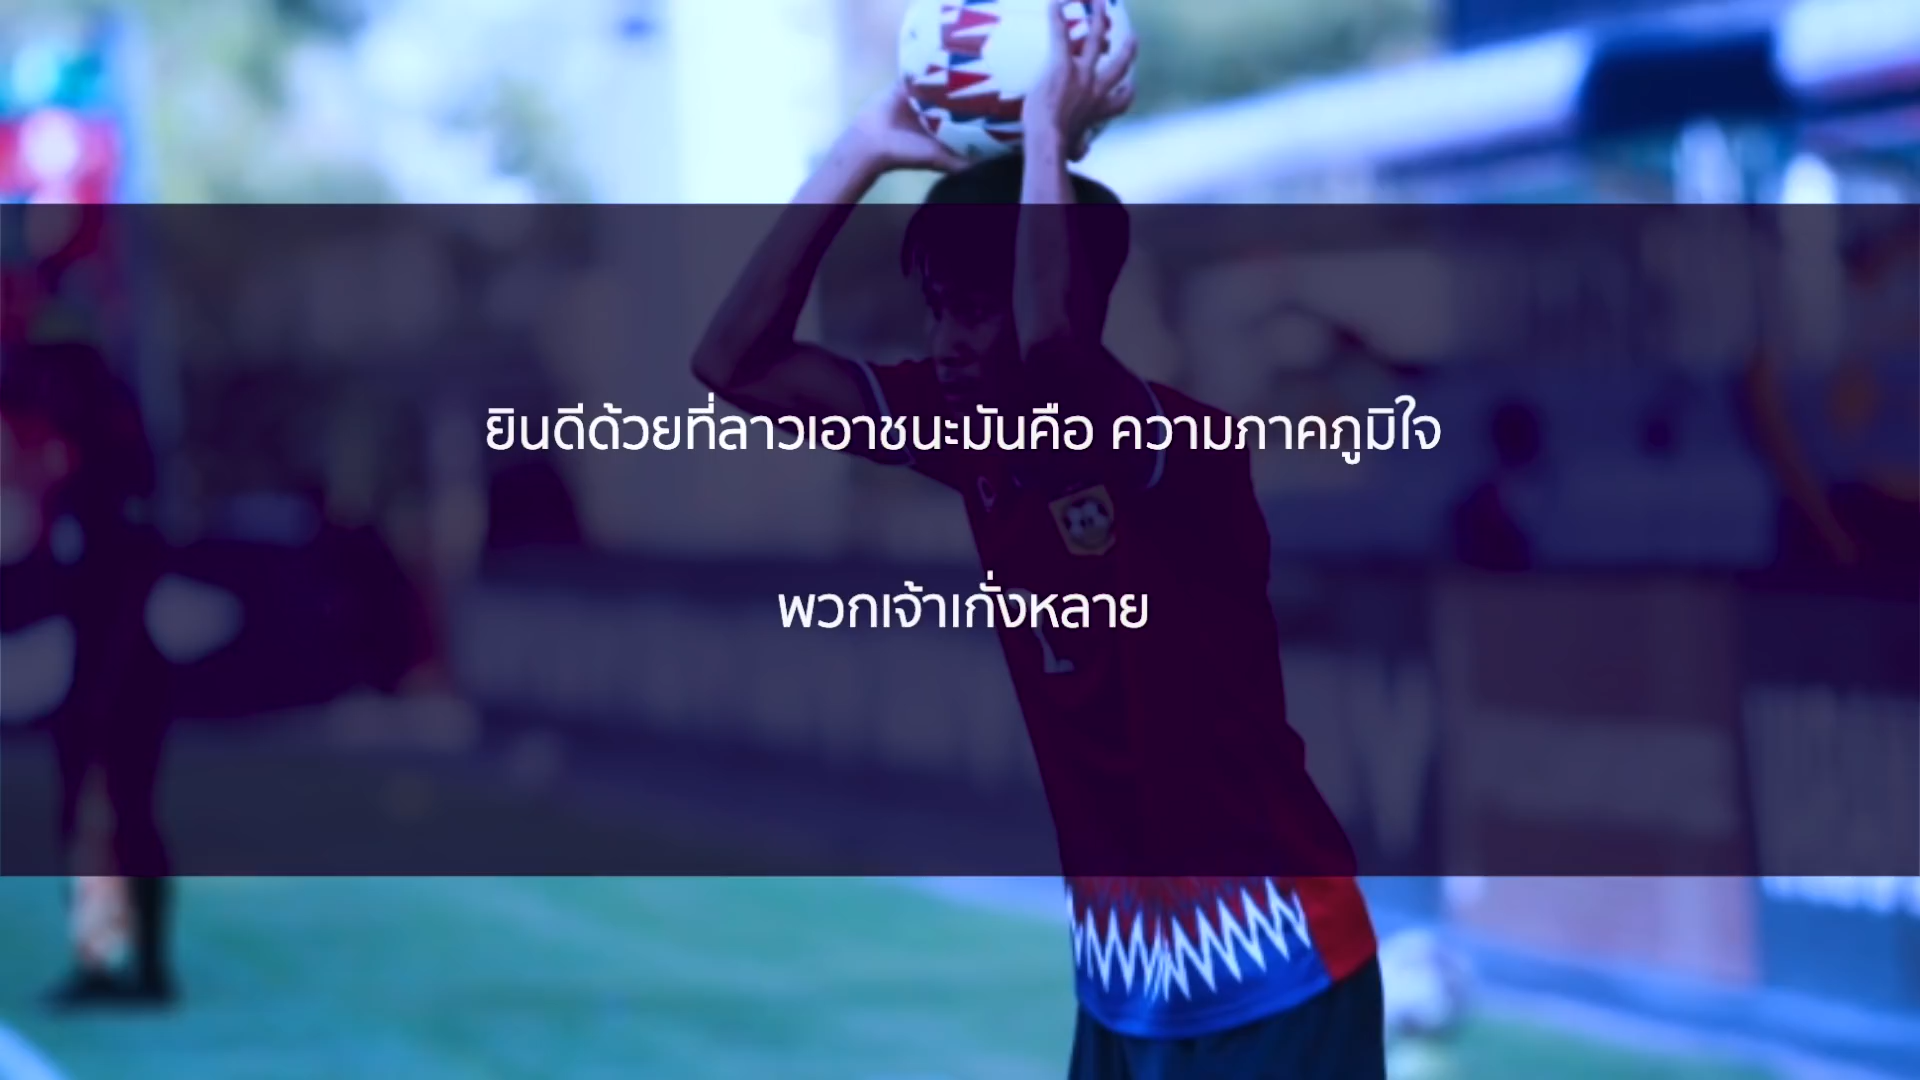 ยินดีด้วยที่ลาวเอาชนะมันคือ ความภาคภูมิใจ
พวกเจ้าเก่ั่งหลาย